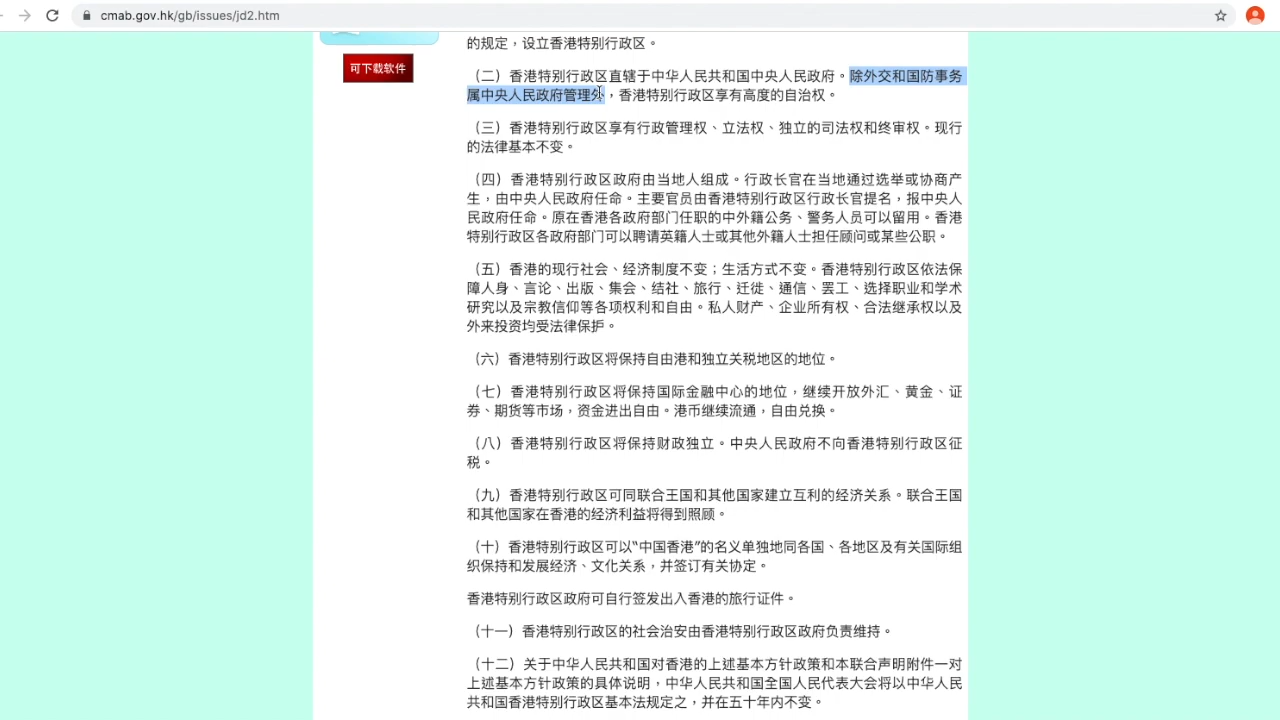 cmab.gov.hk/gb/issues/jd2.htm
可下载软件
的规定，设立香港特别行政区。
（二）香港特别行政区直辖于中华人民共和国中央人民政府。除外交和国防事务
属中央人民政府管理外，香港特别行政区享有高度的自治权。
（三）香港特别行政区享有行政管理权、立法权、独立的司法权和终审权。现行
的法律基本不变。
（四）香港特别行政区政府由当地人组成。行政长官在当地通过选举或协商产
生，由中央人民政府任命。主要官员由香港特别行政区行政长官提名，报中央人
民政府任命。原在香港各政府部门任职的中外籍公务、警务人员可以留用。香港
特别行政区各政府部门可以聘请英籍人士或其他外籍人士担任顾问或某些公职。
（五）香港的现行社会、经济制度不变；生活方式不变。香港特别行政区依法保
障人身、言论、出版、集会、结社、旅行、迁徙、通信、罢工、选择职业和学术
研究以及宗教信仰等各项权利和自由。私人财产、企业所有权、合法继承权以及
外来投资均受法律保护。
（六）香港特别行政区将保持自由港和独立关税地区的地位。
（七）香港特别行政区将保持国际金融中心的地位，继续开放外汇、黄金、证
券、期货等市场，资金进出自由。港币继续流通，自由兑换。
（八）香港特别行政区将保持财政独立。中央人民政府不向香港特别行政区征
税。
（九）香港特别行政区可同联合王国和其他国家建立互利的经济关系。联合王国
和其他国家在香港的经济利益将得到照顾。
（十）香港特别行政区可以“中国香港”的名义单独地同各国、各地区及有关国际组
织保持和发展经济、文化关系，并签订有关协定。
香港特别行政区政府可自行签发出入香港的旅行证件。
（十一）香港特别行政区的社会治安由香港特别行政区政府负责维持。
（十二）关于中华人民共和国对香港的上述基本方针政策和本联合声明附件一对
上述基本方针政策的具体说明，中华人民共和国全国人民代表大会将以中华人民
共和国香港特别行政区基本法规定之，并在五十年内不变。